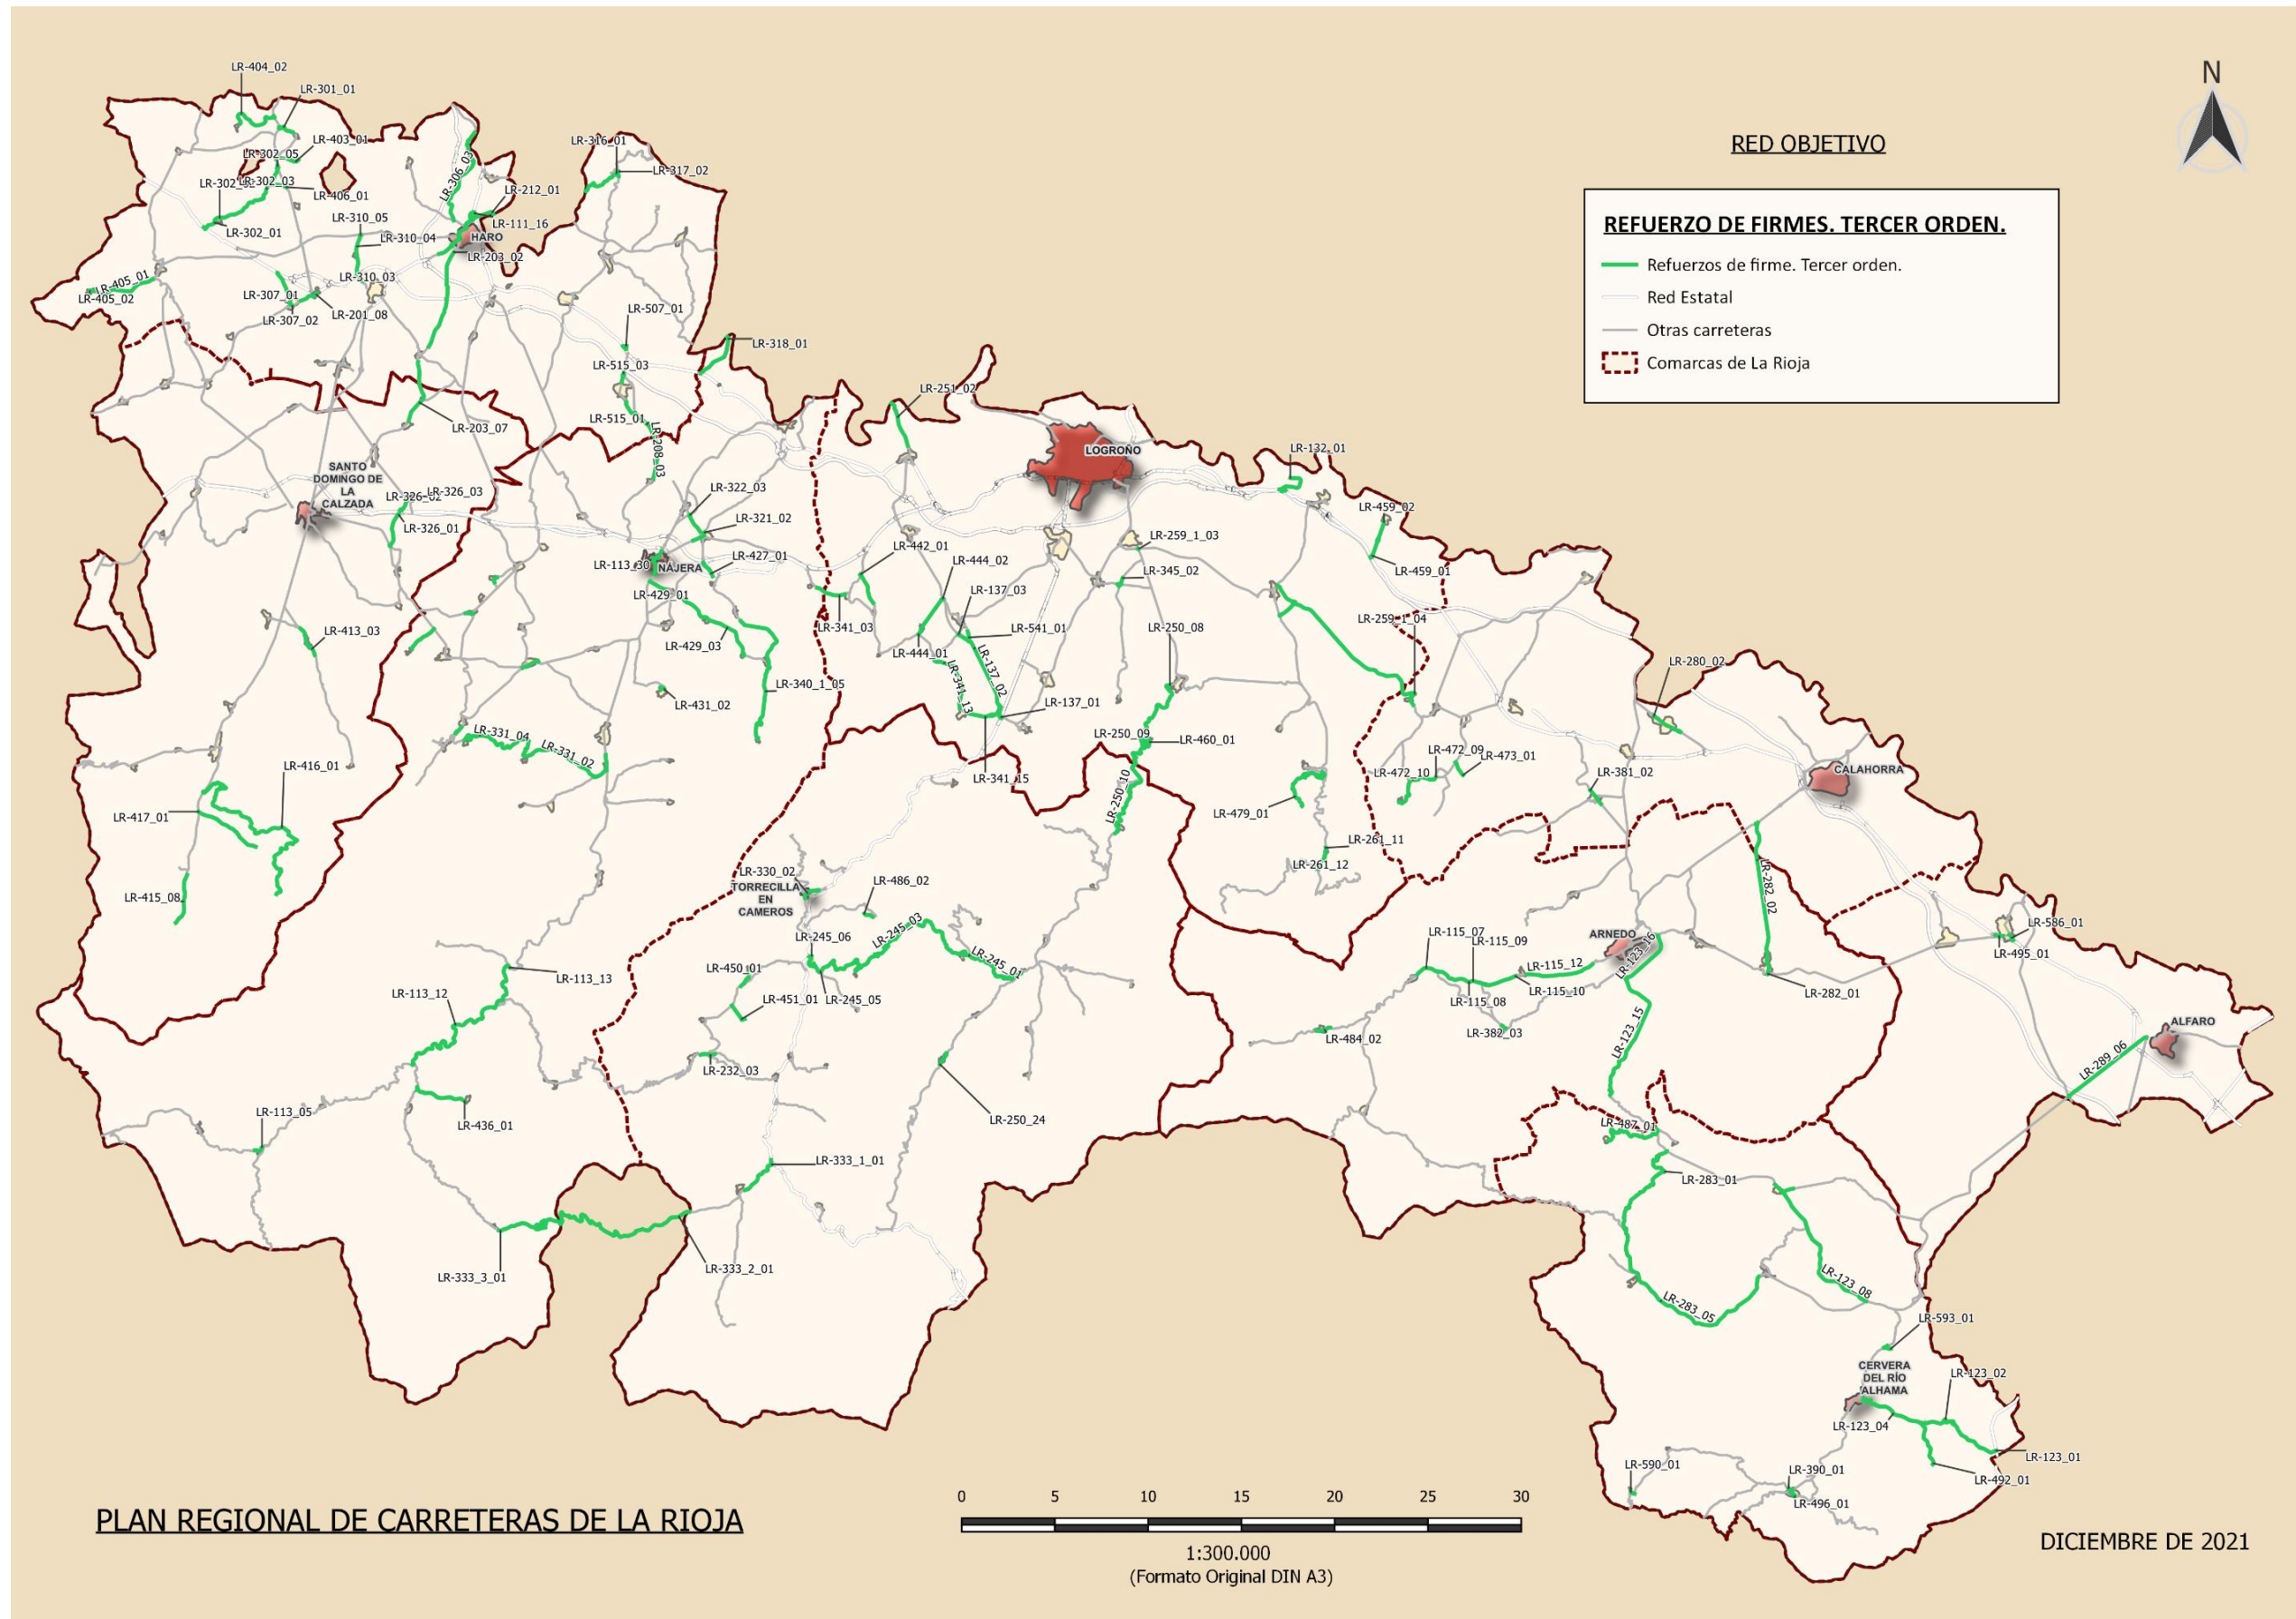 N
RED OBJETIVO
REFUERZO DE FIRMES. TERCER ORDEN.
Refuerzos de firme. Tercer orden.
Red Estatal
Otras carreteras
Comarcas de La Rioja
LR-404_02
LR-301_01
LR-403_01
LR-302_05
LR-302_03
LR-406_01
LR-302_01
LR-306_03
LR-212_01
LR-111_16
HARO
LR-203_02
LR-310_05
LR-310_04
LR-310_03
LR-405_01
LR-405_02
LR-307_01
LR-307_02
LR-201_08
LR-316_01
LR-317_02
LR-507_01
LR-515_03
LR-515_01
LR-208_03
LR-318_01
LR-203_07
SANTO
DOMINGO DE
LA
CALZADA
LR-326_02
LR-326_03
LR-326_01
LR-251_02
LOGROÑO
LR-132_01
LR-459_02
LR-459_01
LR-322_03
LR-321_02
LR-427_01
LR-113_30
NÁJERA
LR-429_01
LR-429_03
LR-442_01
LR-444_02
LR-137_03
LR-541_01
LR-341_03
LR-444_01
LR-341_13
LR-137_02
LR-137_01
LR-341_15
LR-259_1_03
LR-345_02
LR-250_08
LR-259_1_04
LR-280_02
LR-413_03
LR-340_1_05
LR-431_02
LR-331_04
LR-331_02
LR-250_09
LR-460_01
LR-250_10
LR-472_09
LR-473_01
LR-472_10
LR-381_02
CALAHORRA
LR-416_01
LR-417_01
LR-415_08
LR-479_01
LR-261_11
LR-261_12
LR-282_02
LR-330_02
TORRECILLA
EN
CAMEROS
LR-486_02
LR-245_06
LR-245_03
LR-245_01
LR-245_05
LR-450_01
LR-451_01
LR-232_03
LR-250_24
LR-113_13
LR-113_12
LR-436_01
LR-113_05
LR-115_07
LR-115_09
LR-115_12
LR-115_08
LR-115_10
LR-382_03
LR-484_02
ARNEDO
LR-123_16
LR-123_15
LR-282_01
LR-586_01
LR-495_01
ALFARO
LR-289_06
LR-487_01
LR-283_01
LR-333_1_01
LR-333_2_01
LR-333_3_01
LR-123_08
LR-283_05
LR-593_01
CERVERA
DEL RÍO
ALHAMA
LR-123_02
LR-123_04
LR-123_01
LR-492_01
LR-590_01
LR-390_01
LR-496_01
PLAN REGIONAL DE CARRETERAS DE LA RIOJA
0 5 10 15 20 25 30
1:300.000
(Formato Original DIN A3)
DICIEMBRE DE 2021